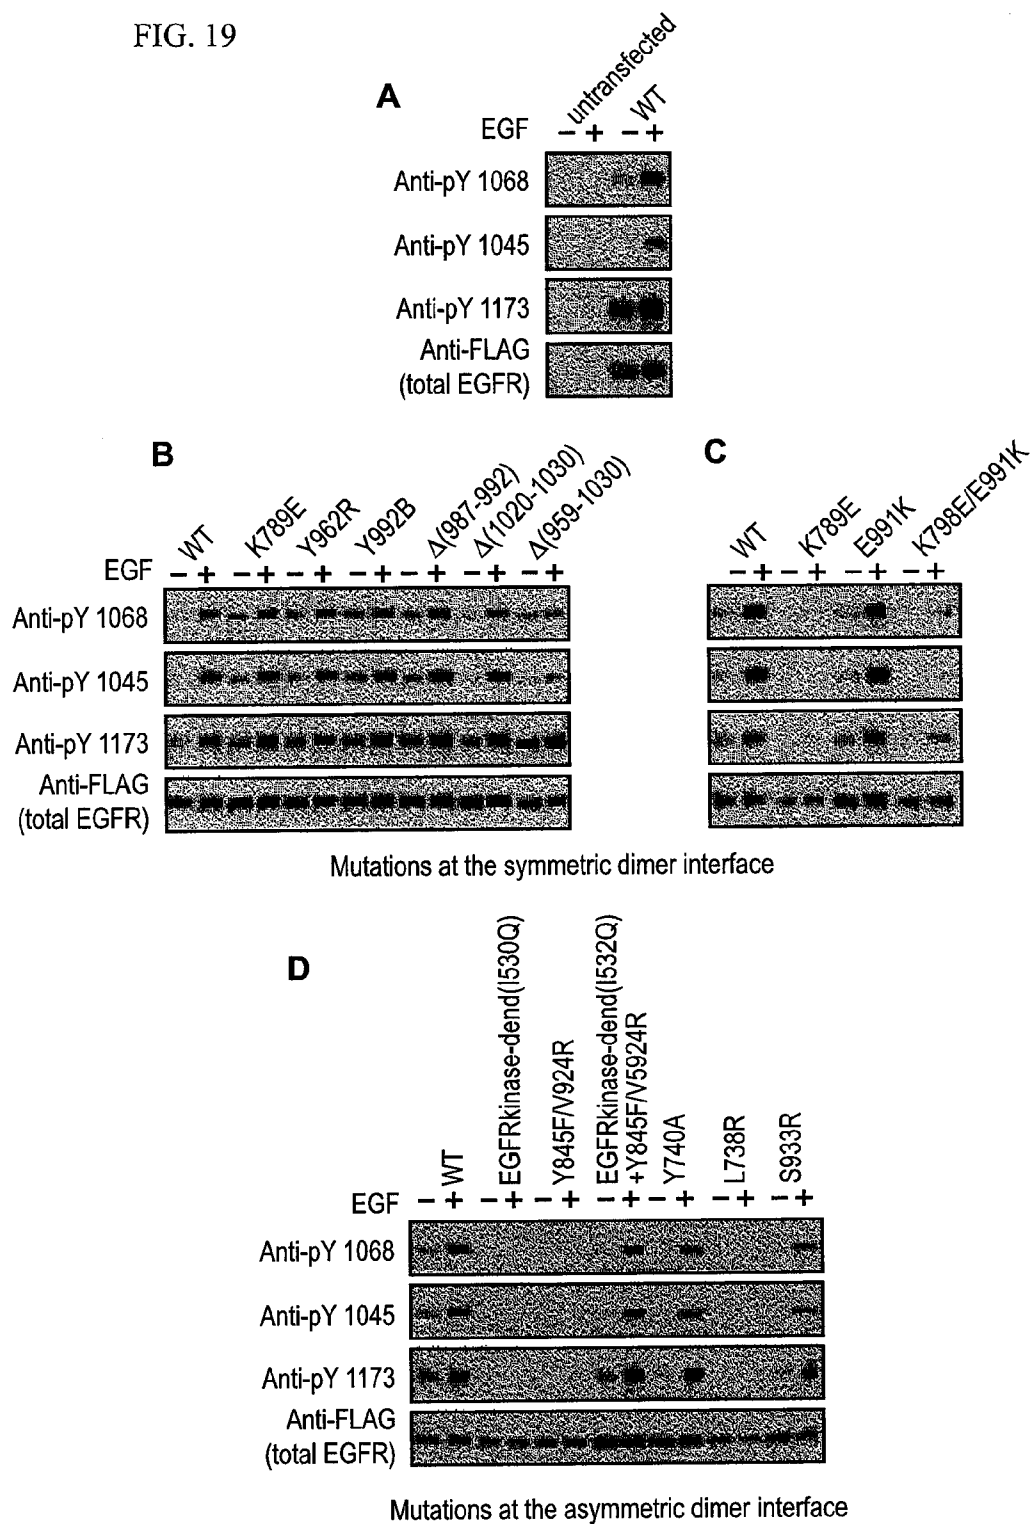 FIG. 19
A
untransfected
WT
EGF − + − +
Anti-pY 1068
Anti-pY 1045
Anti-pY 1173
Anti-FLAG
(total EGFR)
B
WT
K789E
Y962R
Y992B
Δ(987-992)
Δ(1020-1030)
Δ(959-1030)
EGF − + − + − + − + − + − + − +
Anti-pY 1068
Anti-pY 1045
Anti-pY 1173
Anti-FLAG
(total EGFR)
C
WT
K789E
E991K
K798E/E991K
− + − + − + − +
Mutations at the symmetric dimer interface
D
WT
EGFRkinase-dend(I530Q)
Y845F/V924R
EGFRkinase-dend(I532Q)
+Y845F/V5924R
Y740A
L738R
S933R
EGF − + − + − + − + − + − + − +
Anti-pY 1068
Anti-pY 1045
Anti-pY 1173
Anti-FLAG
(total EGFR)
Mutations at the asymmetric dimer interface